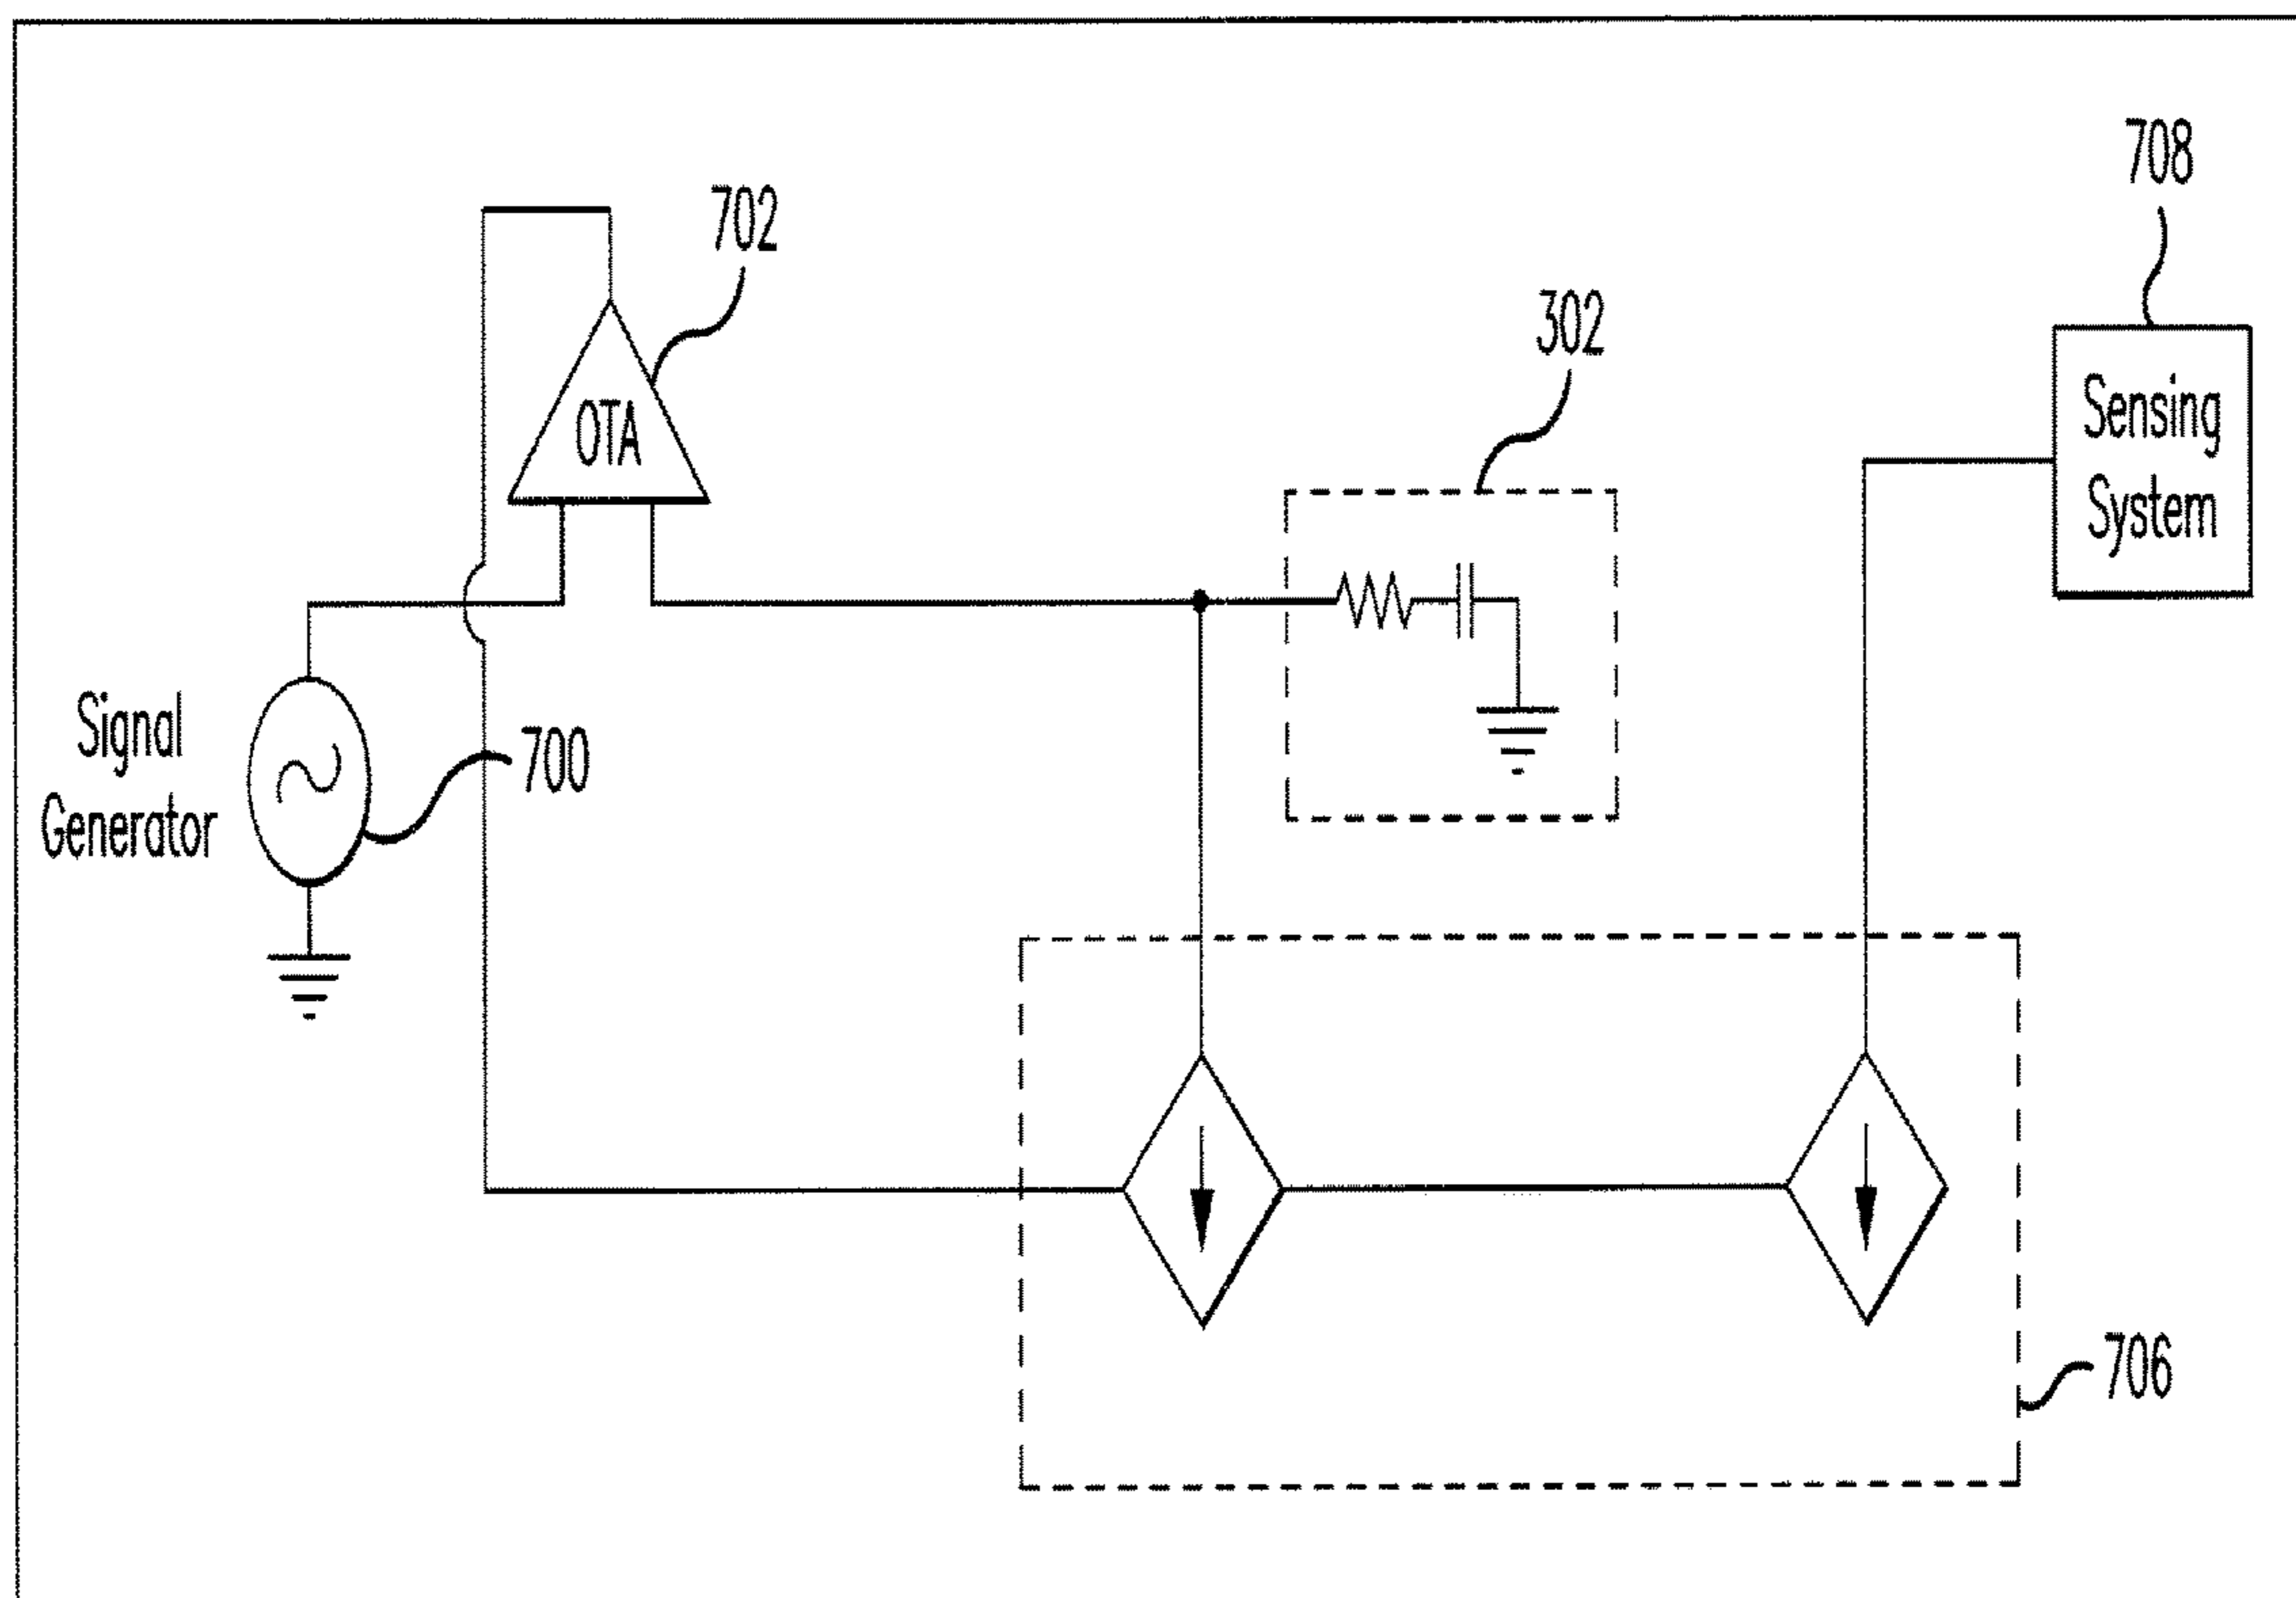 708
702
302
OTA
Sensing
System
Signal
Generator
700
706